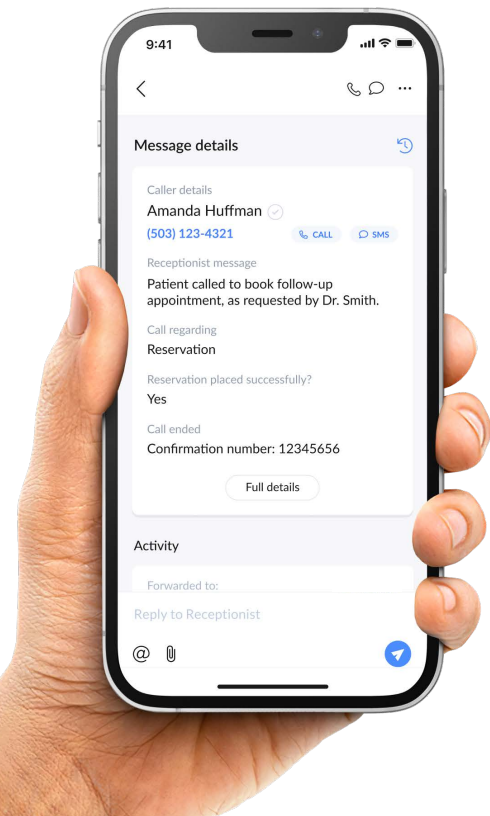 9:41
Message details
Caller details
Amanda Huffman
(503) 123-4321
CALL
SMS
Receptionist message
Patient called to book follow-up
appointment, as requested by Dr. Smith.
Call regarding
Reservation
Reservation placed successfully?
Yes
Call ended
Confirmation number: 12345656
Full details
Activity
Forwarded to:
Reply to Receptionist
@